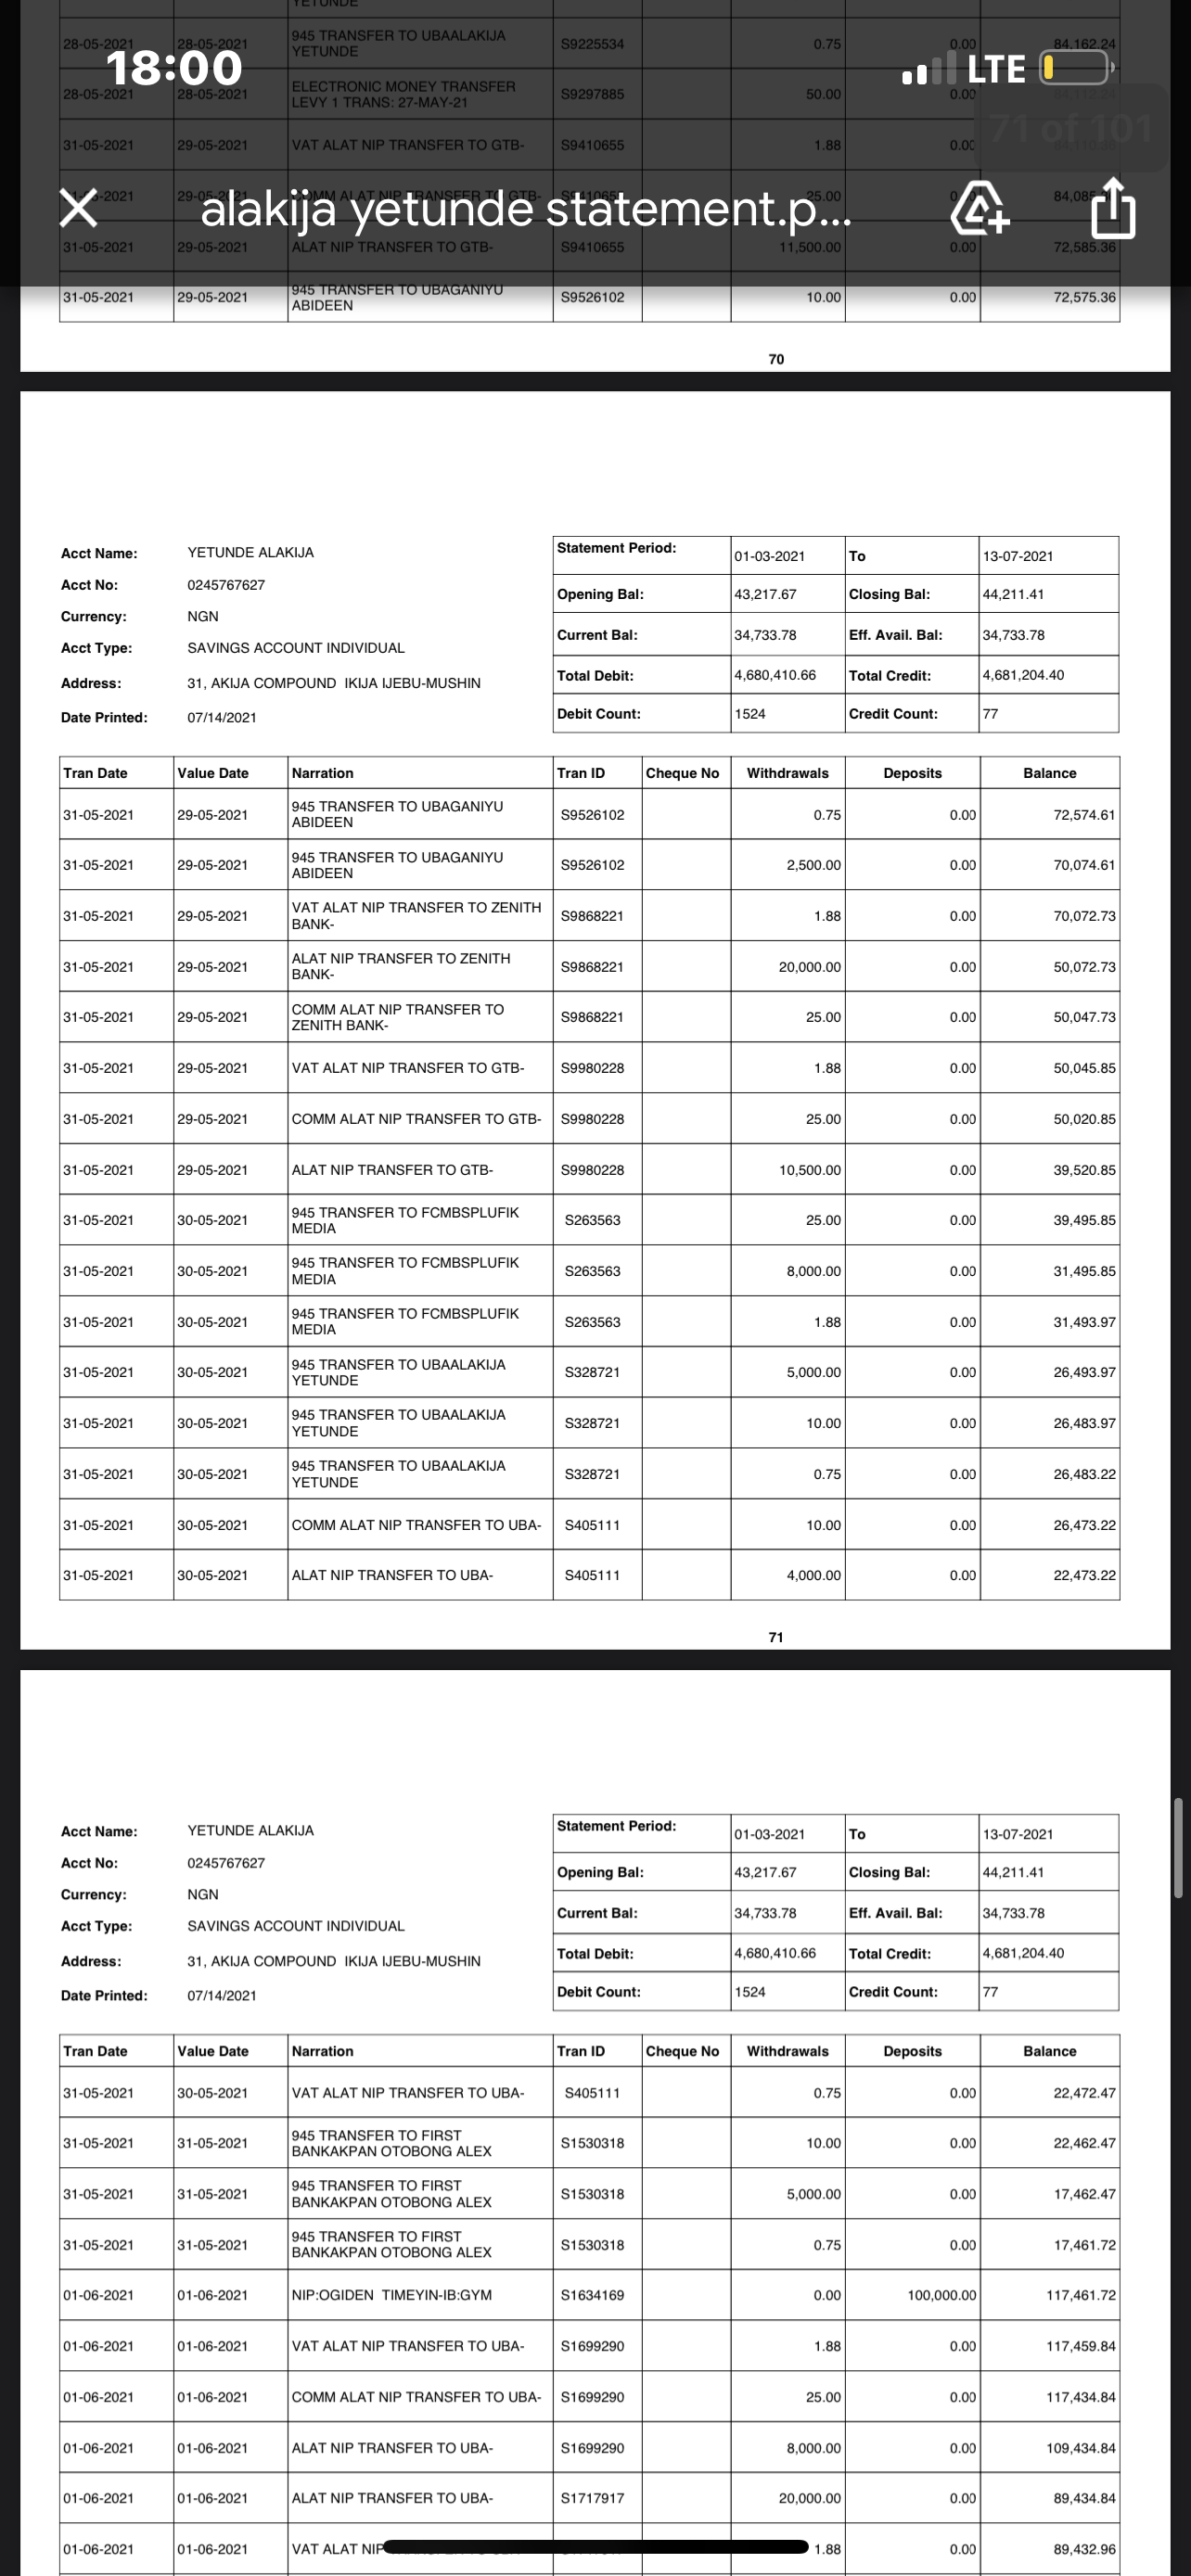 YETUNDE
28-05-2021 28-05-2021 945 TRANSFER TO UBAALAKIJA S9225534 0.75 0.00 84,162.24
YETUNDE
18:00 LTE
28-05-2021 28-05-2021 ELECTRONIC MONEY TRANSFER S9297885 50.00 0.00 84,112.24
LEVY 1 TRANS: 27-MAY-21
71 of 101
31-05-2021 29-05-2021 VAT ALAT NIP TRANSFER TO GTB- S9410655 1.88 0.00 84,110.36
29-05-2021 COMM ALAT NIP TRANSFER TO GTB- S9410655 25.00 0.00
alakija yetunde statement.p...
31-05-2021 29-05-2021 ALAT NIP TRANSFER TO GTB- S9410655 11,500.00 0.00 72,585.36
31-05-2021 29-05-2021 945 TRANSFER TO UBAGANIYU S9526102 10.00 0.00 72,575.36
ABIDEEN
70
Acct Name: YETUNDE ALAKIJA
Acct No: 0245767627
Currency: NGN
Acct Type: SAVINGS ACCOUNT INDIVIDUAL
Address: 31, AKIJA COMPOUND IKIJA IJEBU-MUSHIN
Date Printed: 07/14/2021
Statement Period: 01-03-2021 To 13-07-2021
Opening Bal: 43,217.67 Closing Bal: 44,211.41
Current Bal: 34,733.78 Eff. Avail. Bal: 34,733.78
Total Debit: 4,680,410.66 Total Credit: 4,681,204.40
Debit Count: 1524 Credit Count: 77
Tran Date Value Date Narration Tran ID Cheque No Withdrawals Deposits Balance
31-05-2021 29-05-2021 945 TRANSFER TO UBAGANIYU S9526102 0.75 0.00 72,574.61
ABIDEEN
31-05-2021 29-05-2021 945 TRANSFER TO UBAGANIYU S9526102 2,500.00 0.00 70,074.61
ABIDEEN
31-05-2021 29-05-2021 VAT ALAT NIP TRANSFER TO ZENITH S9868221 1.88 0.00 70,072.73
BANK-
31-05-2021 29-05-2021 ALAT NIP TRANSFER TO ZENITH S9868221 20,000.00 0.00 50,072.73
BANK-
31-05-2021 29-05-2021 COMM ALAT NIP TRANSFER TO S9868221 25.00 0.00 50,047.73
ZENITH BANK-
31-05-2021 29-05-2021 VAT ALAT NIP TRANSFER TO GTB- S9980228 1.88 0.00 50,045.85
31-05-2021 29-05-2021 COMM ALAT NIP TRANSFER TO GTB- S9980228 25.00 0.00 50,020.85
31-05-2021 29-05-2021 ALAT NIP TRANSFER TO GTB- S9980228 10,500.00 0.00 39,520.85
31-05-2021 30-05-2021 945 TRANSFER TO FCMBSPLUFIK S263563 25.00 0.00 39,495.85
MEDIA
31-05-2021 30-05-2021 945 TRANSFER TO FCMBSPLUFIK S263563 8,000.00 0.00 31,495.85
MEDIA
31-05-2021 30-05-2021 945 TRANSFER TO FCMBSPLUFIK S263563 1.88 0.00 31,493.97
MEDIA
31-05-2021 30-05-2021 945 TRANSFER TO UBAALAKIJA S328721 5,000.00 0.00 26,493.97
YETUNDE
31-05-2021 30-05-2021 945 TRANSFER TO UBAALAKIJA S328721 10.00 0.00 26,483.97
YETUNDE
31-05-2021 30-05-2021 945 TRANSFER TO UBAALAKIJA S328721 0.75 0.00 26,483.22
YETUNDE
31-05-2021 30-05-2021 COMM ALAT NIP TRANSFER TO UBA- S405111 10.00 0.00 26,473.22
31-05-2021 30-05-2021 ALAT NIP TRANSFER TO UBA- S405111 4,000.00 0.00 22,473.22
71
Acct Name: YETUNDE ALAKIJA
Acct No: 0245767627
Currency: NGN
Acct Type: SAVINGS ACCOUNT INDIVIDUAL
Address: 31, AKIJA COMPOUND IKIJA IJEBU-MUSHIN
Date Printed: 07/14/2021
Statement Period: 01-03-2021 To 13-07-2021
Opening Bal: 43,217.67 Closing Bal: 44,211.41
Current Bal: 34,733.78 Eff. Avail. Bal: 34,733.78
Total Debit: 4,680,410.66 Total Credit: 4,681,204.40
Debit Count: 1524 Credit Count: 77
Tran Date Value Date Narration Tran ID Cheque No Withdrawals Deposits Balance
31-05-2021 30-05-2021 VAT ALAT NIP TRANSFER TO UBA- S405111 0.75 0.00 22,472.47
31-05-2021 31-05-2021 945 TRANSFER TO FIRST S1530318 10.00 0.00 22,462.47
BANKAKPAN OTOBONG ALEX
31-05-2021 31-05-2021 945 TRANSFER TO FIRST S1530318 5,000.00 0.00 17,462.47
BANKAKPAN OTOBONG ALEX
31-05-2021 31-05-2021 945 TRANSFER TO FIRST S1530318 0.75 0.00 17,461.72
BANKAKPAN OTOBONG ALEX
01-06-2021 01-06-2021 NIP:OGIDEN TIMEYIN-IB:GYM S1634169 0.00 100,000.00 117,461.72
01-06-2021 01-06-2021 VAT ALAT NIP TRANSFER TO UBA- S1699290 1.88 0.00 117,459.84
01-06-2021 01-06-2021 COMM ALAT NIP TRANSFER TO UBA- S1699290 25.00 0.00 117,434.84
01-06-2021 01-06-2021 ALAT NIP TRANSFER TO UBA- S1699290 8,000.00 0.00 109,434.84
01-06-2021 01-06-2021 ALAT NIP TRANSFER TO UBA- S1717917 20,000.00 0.00 89,434.84
01-06-2021 01-06-2021 VAT ALAT NIP 1.88 0.00 89,432.96